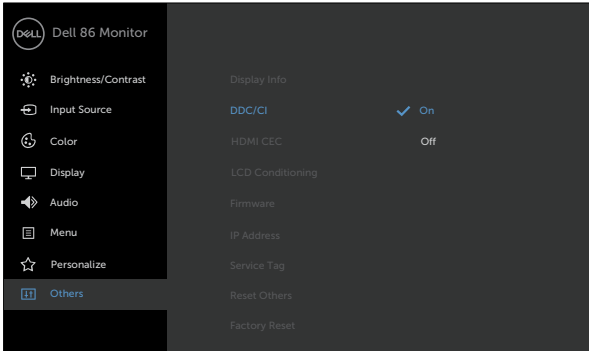 DELL Dell 86 Monitor
Brightness/Contrast Display Info
Input Source DDC/CI On
Color HDMI CEC Off
Display LCD Conditioning
Audio Firmware
Menu IP Address
Personalize Service Tag
Others Reset Others
Factory Reset